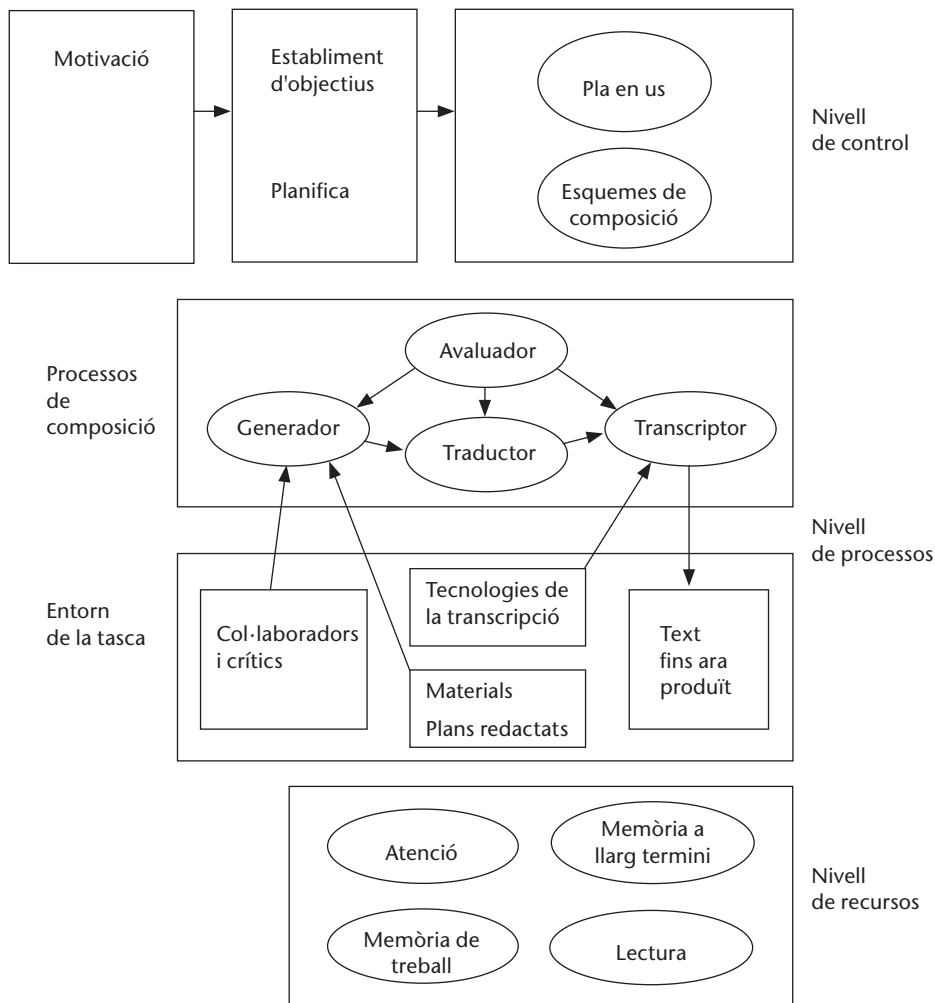 Motivació
Establiment
d'objectius
Planifica
Pla en us
Esquemes de
composició
Nivell
de control
Processos
de
composició
Avaluador
Generador
Traductor
Transcriptor
Nivell
de processos
Entorn
de la tasca
Col·laboradors
i crítics
Tecnologies de
la transcripció
Materials
Plans redactats
Text
fins ara
produït
Atenció
Memòria a
llarg termini
Memòria de
treball
Lectura
Nivell
de recursos